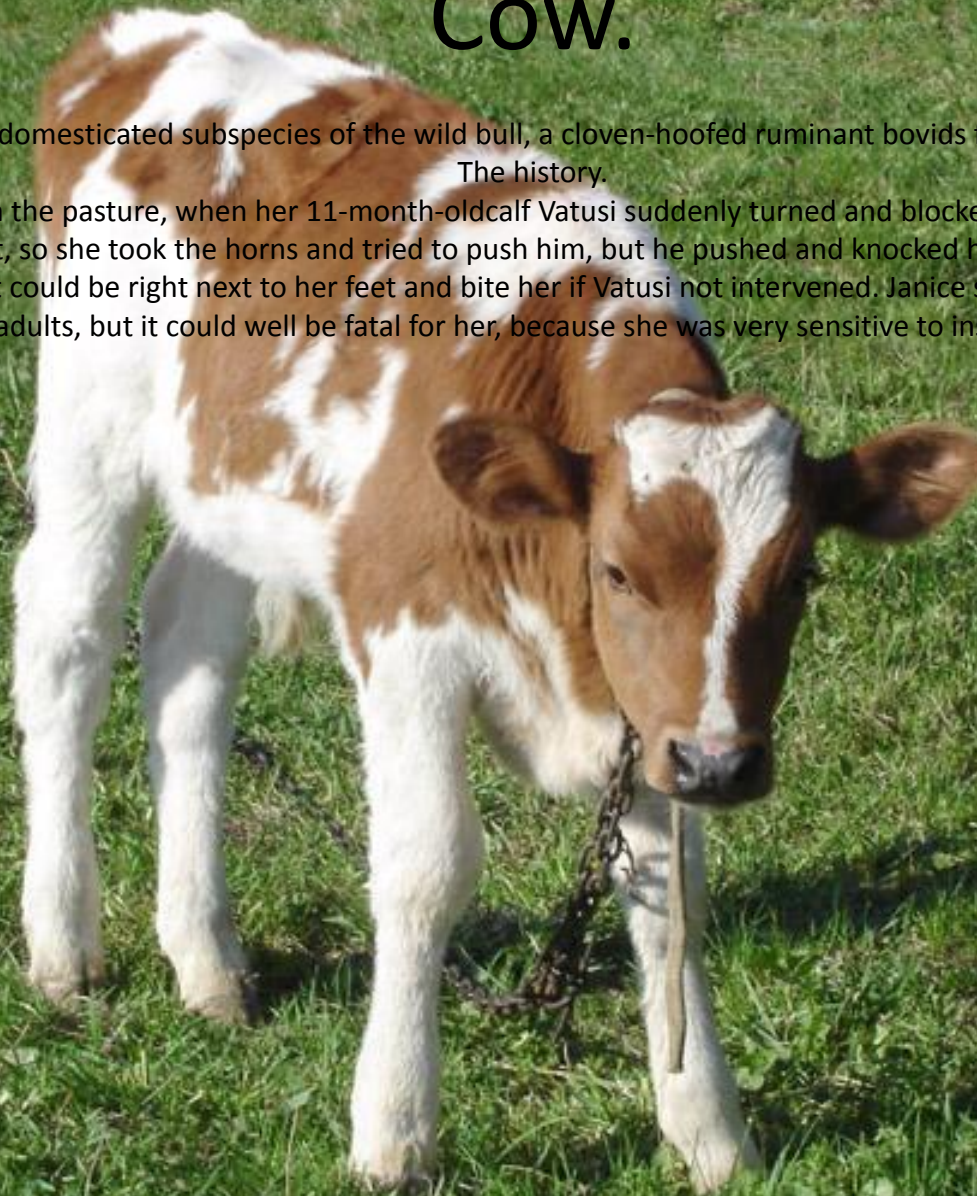 Cow.
domesticated subspecies of the wild bull, a cloven-hoofed ruminant bovids
The history.
the pasture, when her 11-month-oldcalf Vatusi suddenly turned and blocke
, so she took the horns and tried to push him, but he pushed and knocked h
could be right next to her feet and bite her if Vatusi not intervened. Janice
adults, but it could well be fatal for her, because she was very sensitive to in